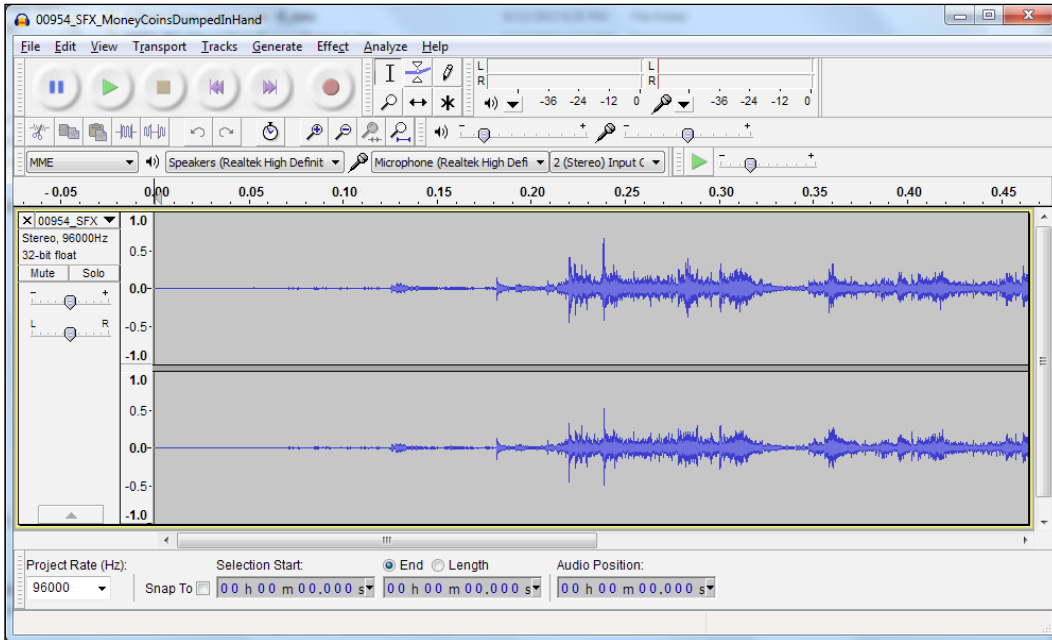 00954_SFX_MoneyCoinsDumpedInHand
File Edit View Transport Tracks Generate Effect Analyze Help
L L
R R
-36 -24 -12 0 -36 -24 -12 0
- + - +
MME Speakers (Realtek High Definit Microphone (Realtek High Defi 2 (Stereo) Input C - +
- 0.05 0.00 0.05 0.10 0.15 0.20 0.25 0.30 0.35 0.40 0.45
X 00954_SFX 1.0
Stereo, 96000Hz
32-bit float 0.5-
Mute Solo
- + 0.0-
L R -0.5-
-1.0
1.0
0.5-
0.0-
-0.5-
-1.0
Project Rate (Hz): Selection Start: End Length Audio Position:
96000 Snap To 00 h 00 m 00.000 s 00 h 00 m 00.000 s 00 h 00 m 00.000 s